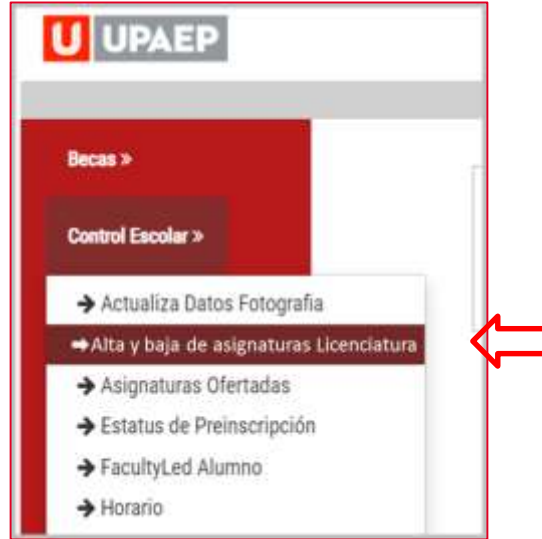 U UPAEP
Becas »
Control Escolar »
➔ Actualiza Datos Fotografia
➡Alta y baja de asignaturas Licenciatura
➔ Asignaturas Ofertadas
➔ Estatus de Preinscripción
➔ FacultyLed Alumno
➔ Horario